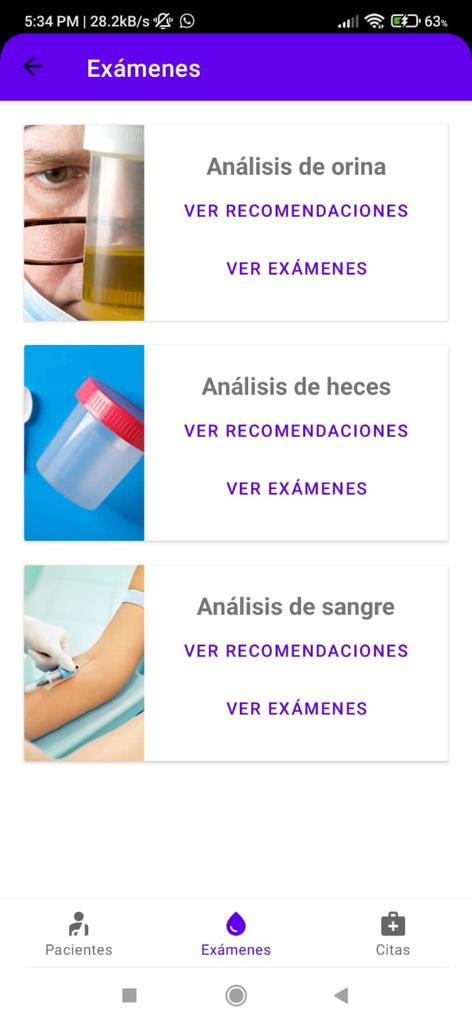 5:34 PM | 28.2kB/s 63%
Exámenes
Análisis de orina
VER RECOMENDACIONES
VER EXÁMENES
Análisis de heces
VER RECOMENDACIONES
VER EXÁMENES
Análisis de sangre
VER RECOMENDACIONES
VER EXÁMENES
Pacientes Exámenes Citas